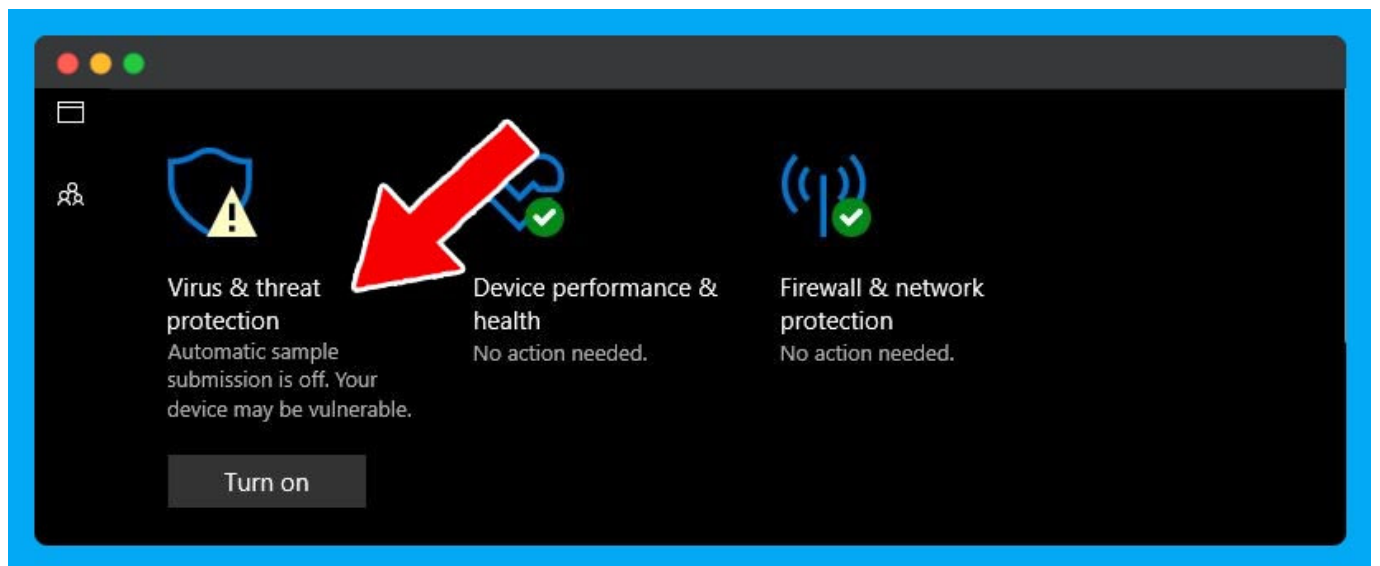 Virus & threat
protection
Automatic sample
submission is off. Your
device may be vulnerable.
Turn on
Device performance &
health
No action needed.
Firewall & network
protection
No action needed.